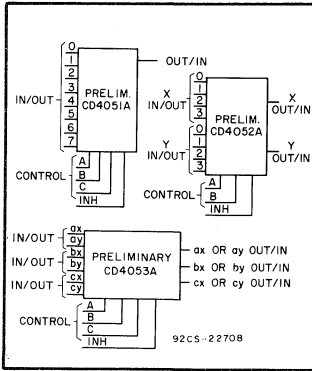 0
1
2
3
4
5
6
7
IN/OUT
PRELIM.
CD4051A
OUT/IN
CONTROL
A
B
C
INH
X
IN/OUT
0
1
2
3
Y
IN/OUT
0
1
2
3
PRELIM.
CD4052A
X
OUT/IN
Y
OUT/IN
CONTROL
A
B
INH
IN/OUT
ax
ay
IN/OUT
bx
by
IN/OUT
cx
cy
PRELIMINARY
CD4053A
ax OR ay OUT/IN
bx OR by OUT/IN
cx OR cy OUT/IN
CONTROL
A
B
C
INH
92CS-22708